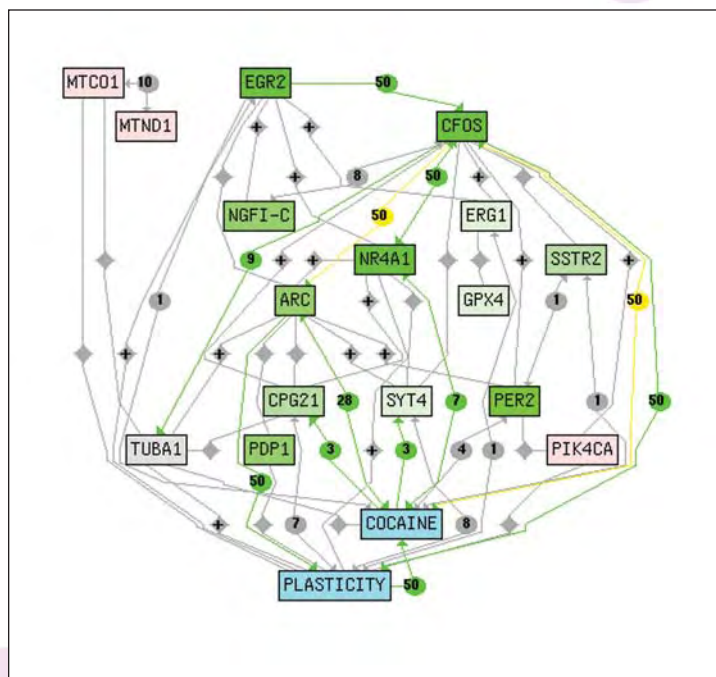 MTCO1 10 EGR2 50
MTND1 + + CFOS
8 50 +
NGFI-C 50 ERG1
9 + + NR4A1 SSTR2 +
1 ARC GPX4 1 50
+ + + +
CPG21 28 SYT4 7 PER2 1 50
TUBA1 PDP1 3 + 3 4 1 PIK4CA
50
+ 7 COCAINE 8
PLASTICITY 50